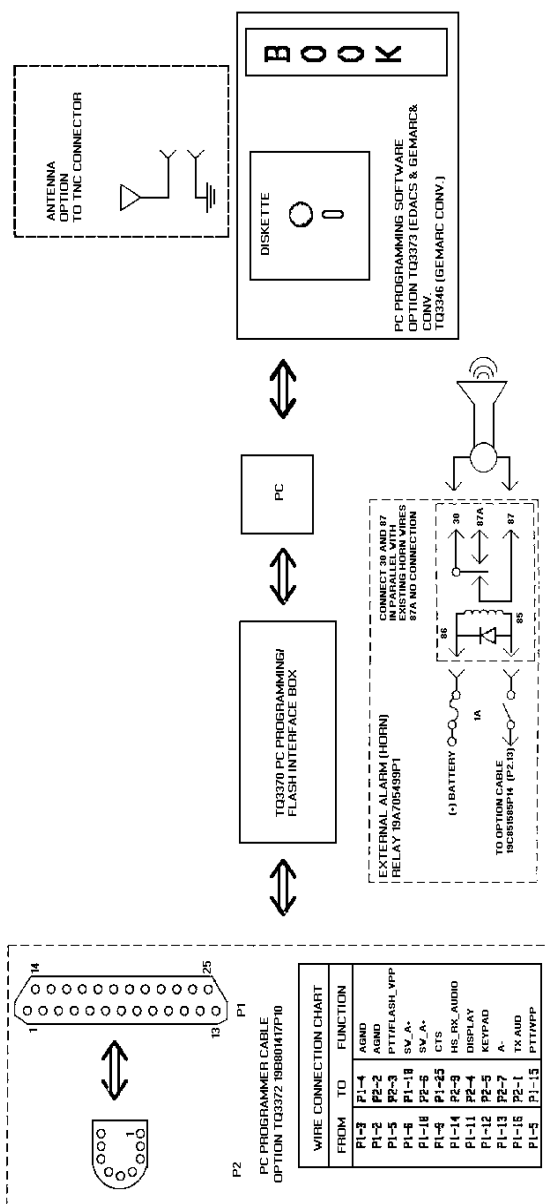 1
14
13
25
P1
P2
PC PROGRAMMER CABLE
OPTION TQ3372 19B801417P10
WIRE CONNECTION CHART
FROM TO FUNCTION
P1-3 P1-4 AGND
P1-2 P2-2 AGND
P1-5 P2-3 PTT/FLASH_VPP
P1-6 P1-18 SW_A+
P1-18 P2-6 SW_A+
P1-9 P1-25 CTS
P1-14 P2-9 HS_RX_AUDIO
P1-11 P2-4 DISPLAY
P1-12 P2-5 KEYPAD
P1-13 P2-7 A-
P1-16 P2-1 TX AUD
P1-5 P1-15 PTT/VPP
1
TQ3370 PC PROGRAMMING/
FLASH INTERFACE BOX
PC
DISKETTE
BOOK
PC PROGRAMMING SOFTWARE
OPTION TQ3373 (EDACS & GEMARC&
CONV.
TQ3346 (GEMARC CONV.)
ANTENNA
OPTION
TO TNC CONNECTOR
EXTERNAL ALARM (HORN)
RELAY 19A705499P1
(+) BATTERY
1A
TO OPTION CABLE
19C851585P14 (P2.13)
CONNECT 30 AND 87
IN PARALLEL WITH
EXISTING HORN WIRES
87A NO CONNECTION
86
85
30
87A
87